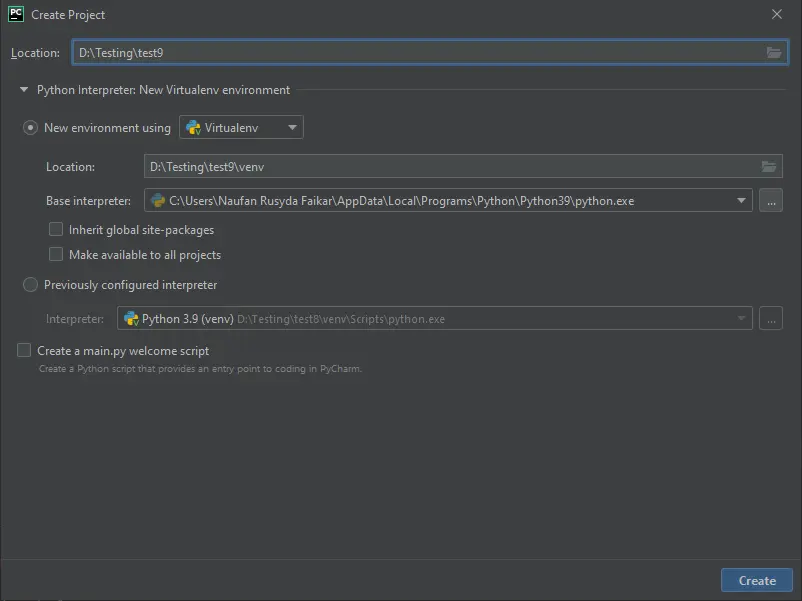 PC Create Project
Location: D:\Testing\test9
Python Interpreter: New Virtualenv environment
New environment using Virtualenv
Location: D:\Testing\test9\venv
Base interpreter: C:\Users\Naufan Rusyda Faikar\AppData\Local\Programs\Python\Python39\python.exe ...
Inherit global site-packages
Make available to all projects
Previously configured interpreter
Interpreter: Python 3.9 (venv) D:\Testing\test8\venv\Scripts\python.exe ...
Create a main.py welcome script
Create a Python script that provides an entry point to coding in PyCharm.
Create